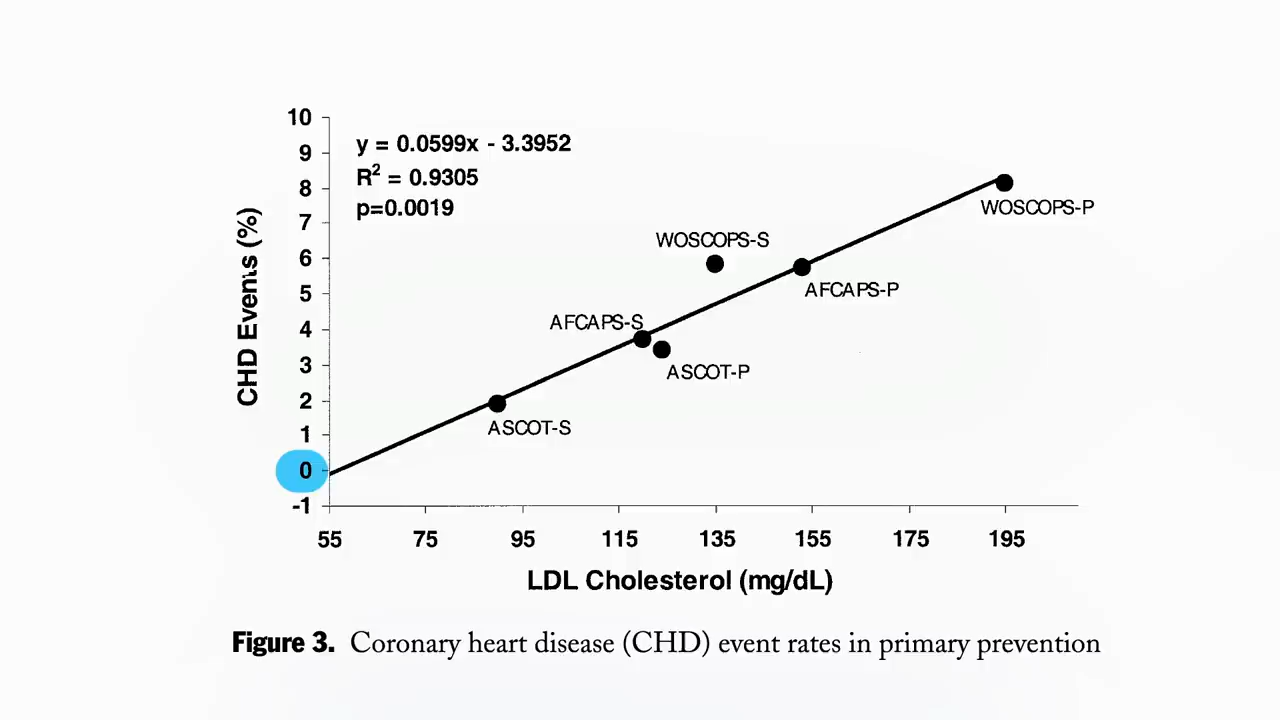 10
y = 0.0599x - 3.3952
9
R² = 0.9305
8
p=0.0019
WOSCOPS-P
7
WOSCOPS-S
6
AFCAPS-P
5
AFCAPS-S
4
3
ASCOT-P
2
ASCOT-S
1
0
-1
CHD Events (%)
55 75 95 115 135 155 175 195
LDL Cholesterol (mg/dL)
Figure 3. Coronary heart disease (CHD) event rates in primary prevention